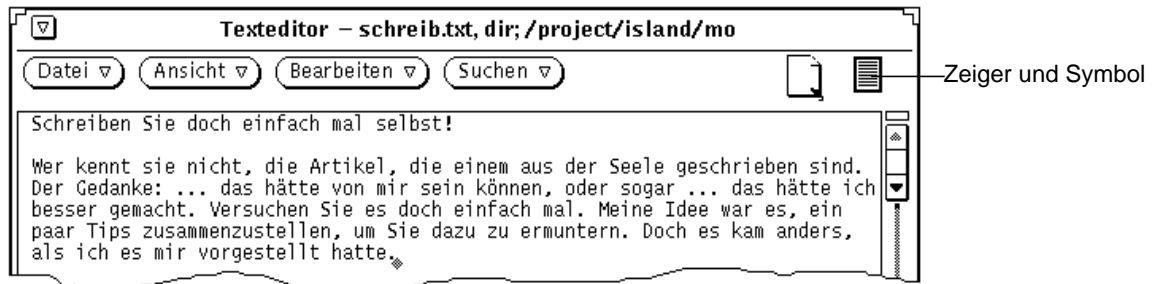 Texteditor – schreib.txt, dir; /project/island/mo
Datei Ansicht Bearbeiten Suchen
Zeiger und Symbol
Schreiben Sie doch einfach mal selbst!
Wer kennt sie nicht, die Artikel, die einem aus der Seele geschrieben sind.
Der Gedanke: ... das hätte von mir sein können, oder sogar ... das hätte ich
besser gemacht. Versuchen Sie es doch einfach mal. Meine Idee war es, ein
paar Tips zusammenzustellen, um Sie dazu zu ermuntern. Doch es kam anders,
als ich es mir vorgestellt hatte.